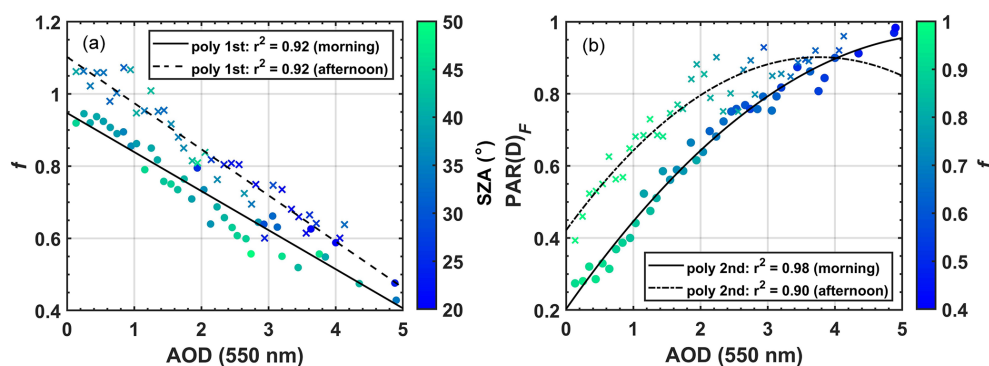 (a)
poly 1st: r² = 0.92 (morning)
poly 1st: r² = 0.92 (afternoon)
1.2
1.0
0.8
0.6
0.4
f
0 1 2 3 4 5
AOD (550 nm)
50
45
40
35
30
25
20
SZA (°)
(b)
poly 2nd: r² = 0.98 (morning)
poly 2nd: r² = 0.90 (afternoon)
1
0.8
0.6
0.4
0.2
PAR(D)F
0 1 2 3 4 5
AOD (550 nm)
1
0.9
0.8
0.7
0.6
0.5
0.4
f